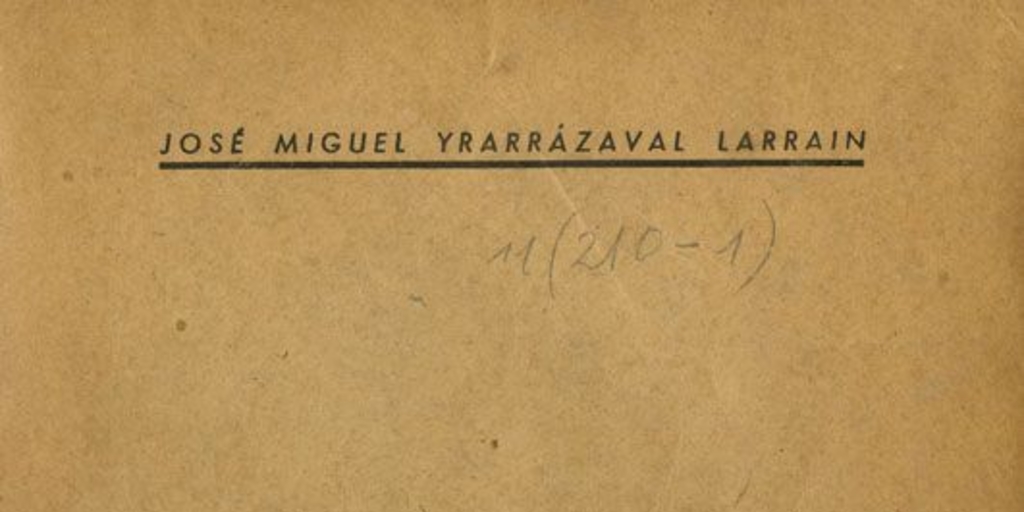 JOSÉ MIGUEL YRARRÁZAVAL LARRAIN
11(210-1)